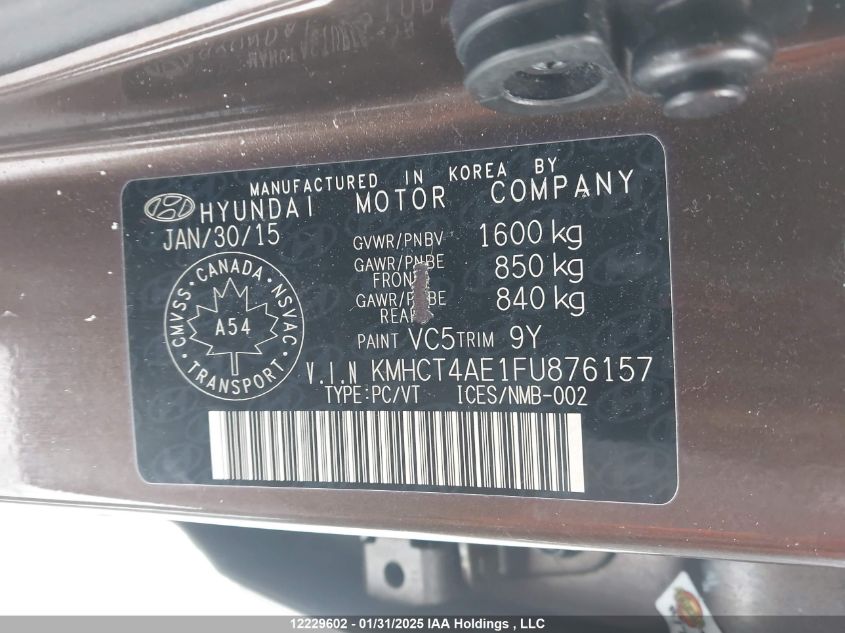 MANUFACTURED IN KOREA BY
HYUNDAI MOTOR COMPANY
JAN/30/15
GVWR/PNBV 1600 kg
GAWR/PNBE FRONT 850 kg
GAWR/PNBE REAR 840 kg
CANADA
CMVSS NSVAC
A54
TRANSPORT
PAINT VC5 TRIM 9Y
V.I.N KMHCT4AE1FU876157
TYPE:PC/VT ICES/NMB-002
12229602 - 01/31/2025 IAA Holdings , LLC